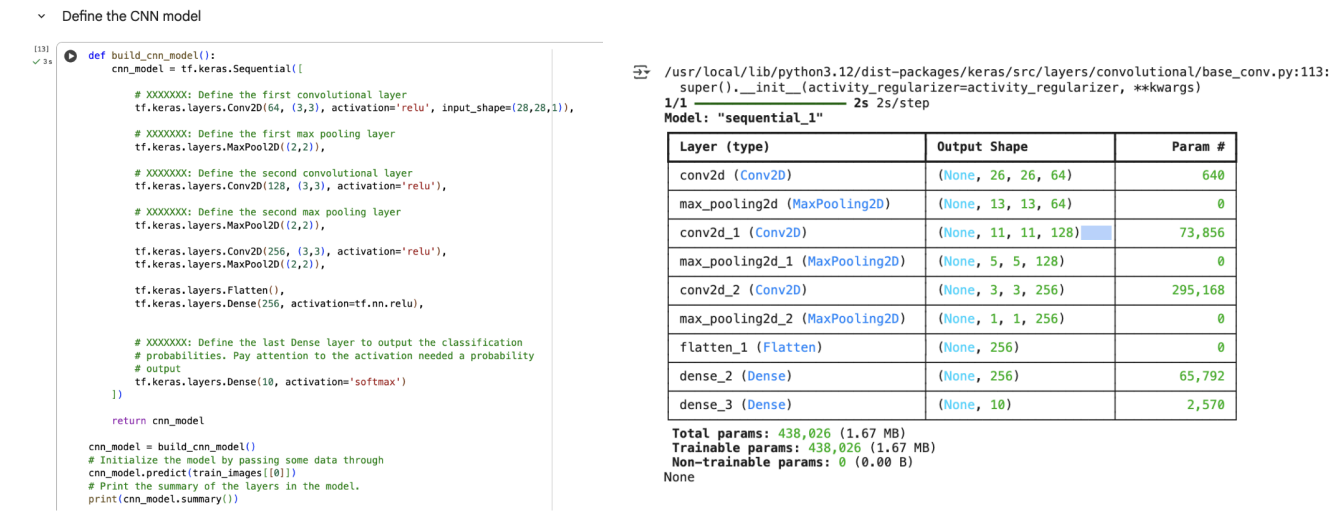 Define the CNN model
[13]
3s
def build_cnn_model():
    cnn_model = tf.keras.Sequential([
        # XXXXXXX: Define the first convolutional layer
        tf.keras.layers.Conv2D(64, (3,3), activation='relu', input_shape=(28,28,1)),
        # XXXXXXX: Define the first max pooling layer
        tf.keras.layers.MaxPool2D((2,2)),
        # XXXXXXX: Define the second convolutional layer
        tf.keras.layers.Conv2D(128, (3,3), activation='relu'),
        # XXXXXXX: Define the second max pooling layer
        tf.keras.layers.MaxPool2D((2,2)),
        tf.keras.layers.Conv2D(256, (3,3), activation='relu'),
        tf.keras.layers.MaxPool2D((2,2)),
        tf.keras.layers.Flatten(),
        tf.keras.layers.Dense(256, activation=tf.nn.relu),
        # XXXXXXX: Define the last Dense layer to output the classification
        # probabilities. Pay attention to the activation needed a probability
        # output
        tf.keras.layers.Dense(10, activation='softmax')
    ])
    return cnn_model
cnn_model = build_cnn_model()
# Initialize the model by passing some data through
cnn_model.predict(train_images[[0]])
# Print the summary of the layers in the model.
print(cnn_model.summary())
/usr/local/lib/python3.12/dist-packages/keras/src/layers/convolutional/base_conv.py:113:
  super().__init__(activity_regularizer=activity_regularizer, **kwargs)
1/1 2s 2s/step
Model: "sequential_1"
Layer (type) Output Shape Param #
conv2d (Conv2D) (None, 26, 26, 64) 640
max_pooling2d (MaxPooling2D) (None, 13, 13, 64) 0
conv2d_1 (Conv2D) (None, 11, 11, 128) 73,856
max_pooling2d_1 (MaxPooling2D) (None, 5, 5, 128) 0
conv2d_2 (Conv2D) (None, 3, 3, 256) 295,168
max_pooling2d_2 (MaxPooling2D) (None, 1, 1, 256) 0
flatten_1 (Flatten) (None, 256) 0
dense_2 (Dense) (None, 256) 65,792
dense_3 (Dense) (None, 10) 2,570
Total params: 438,026 (1.67 MB)
Trainable params: 438,026 (1.67 MB)
Non-trainable params: 0 (0.00 B)
None